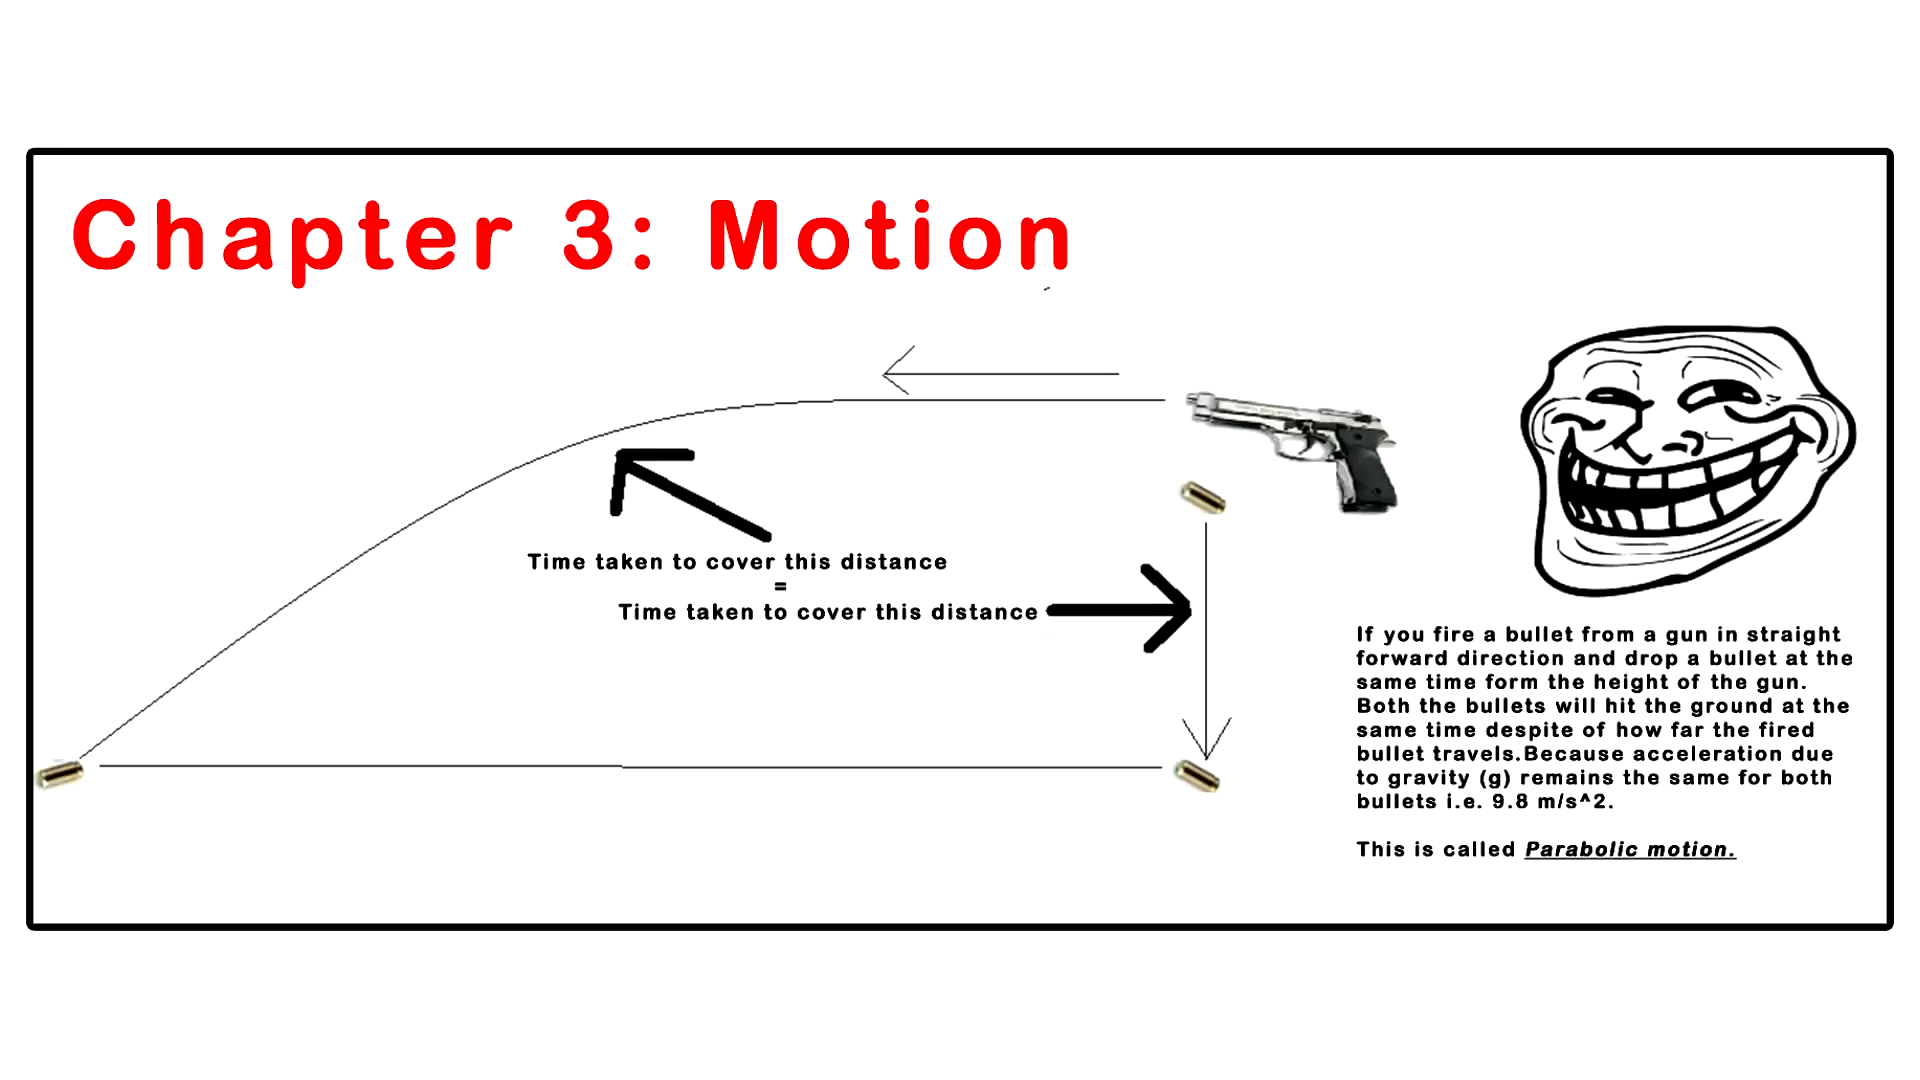 Chapter 3: Motion
Time taken to cover this distance
=
Time taken to cover this distance
If you fire a bullet from a gun in straight
forward direction and drop a bullet at the
same time form the height of the gun.
Both the bullets will hit the ground at the
same time despite of how far the fired
bullet travels.Because acceleration due
to gravity (g) remains the same for both
bullets i.e. 9.8 m/s^2.
This is called Parabolic motion.